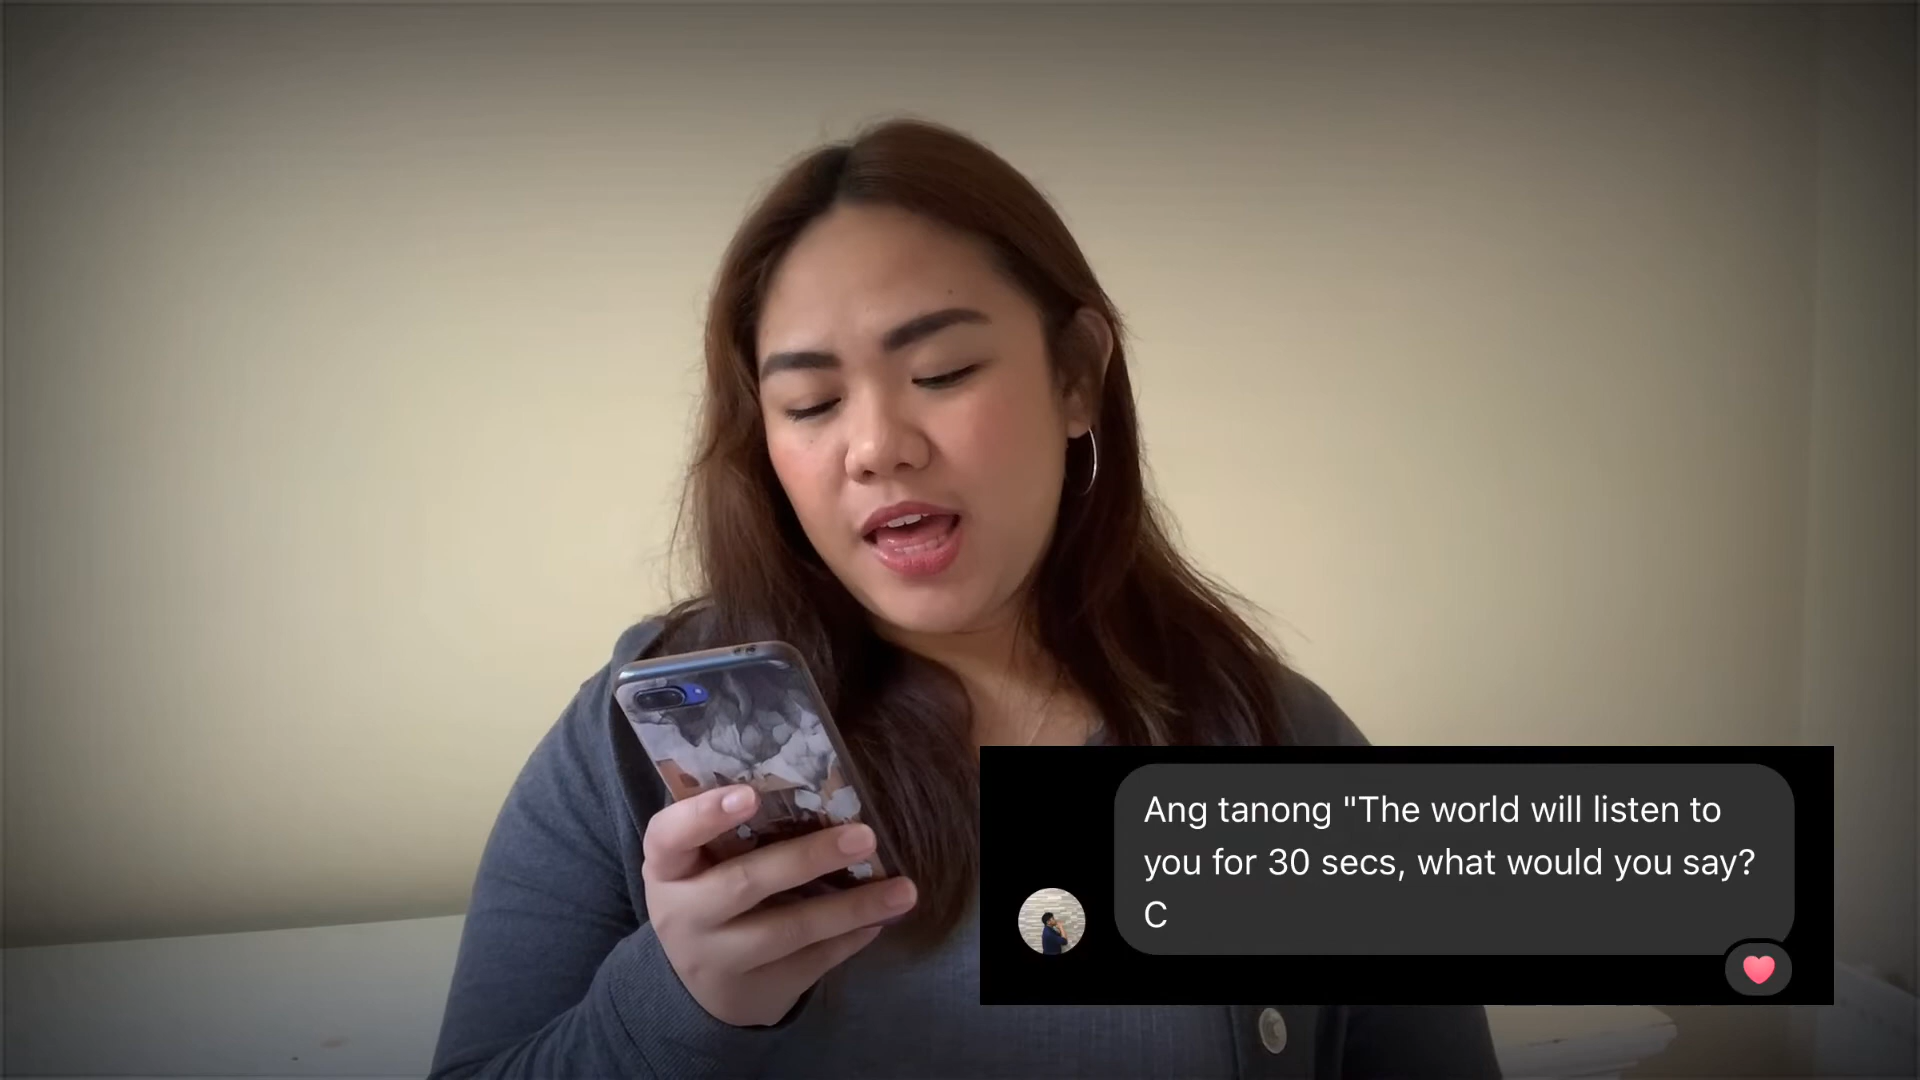 Ang tanong "The world will listen to
you for 30 secs, what would you say?
C